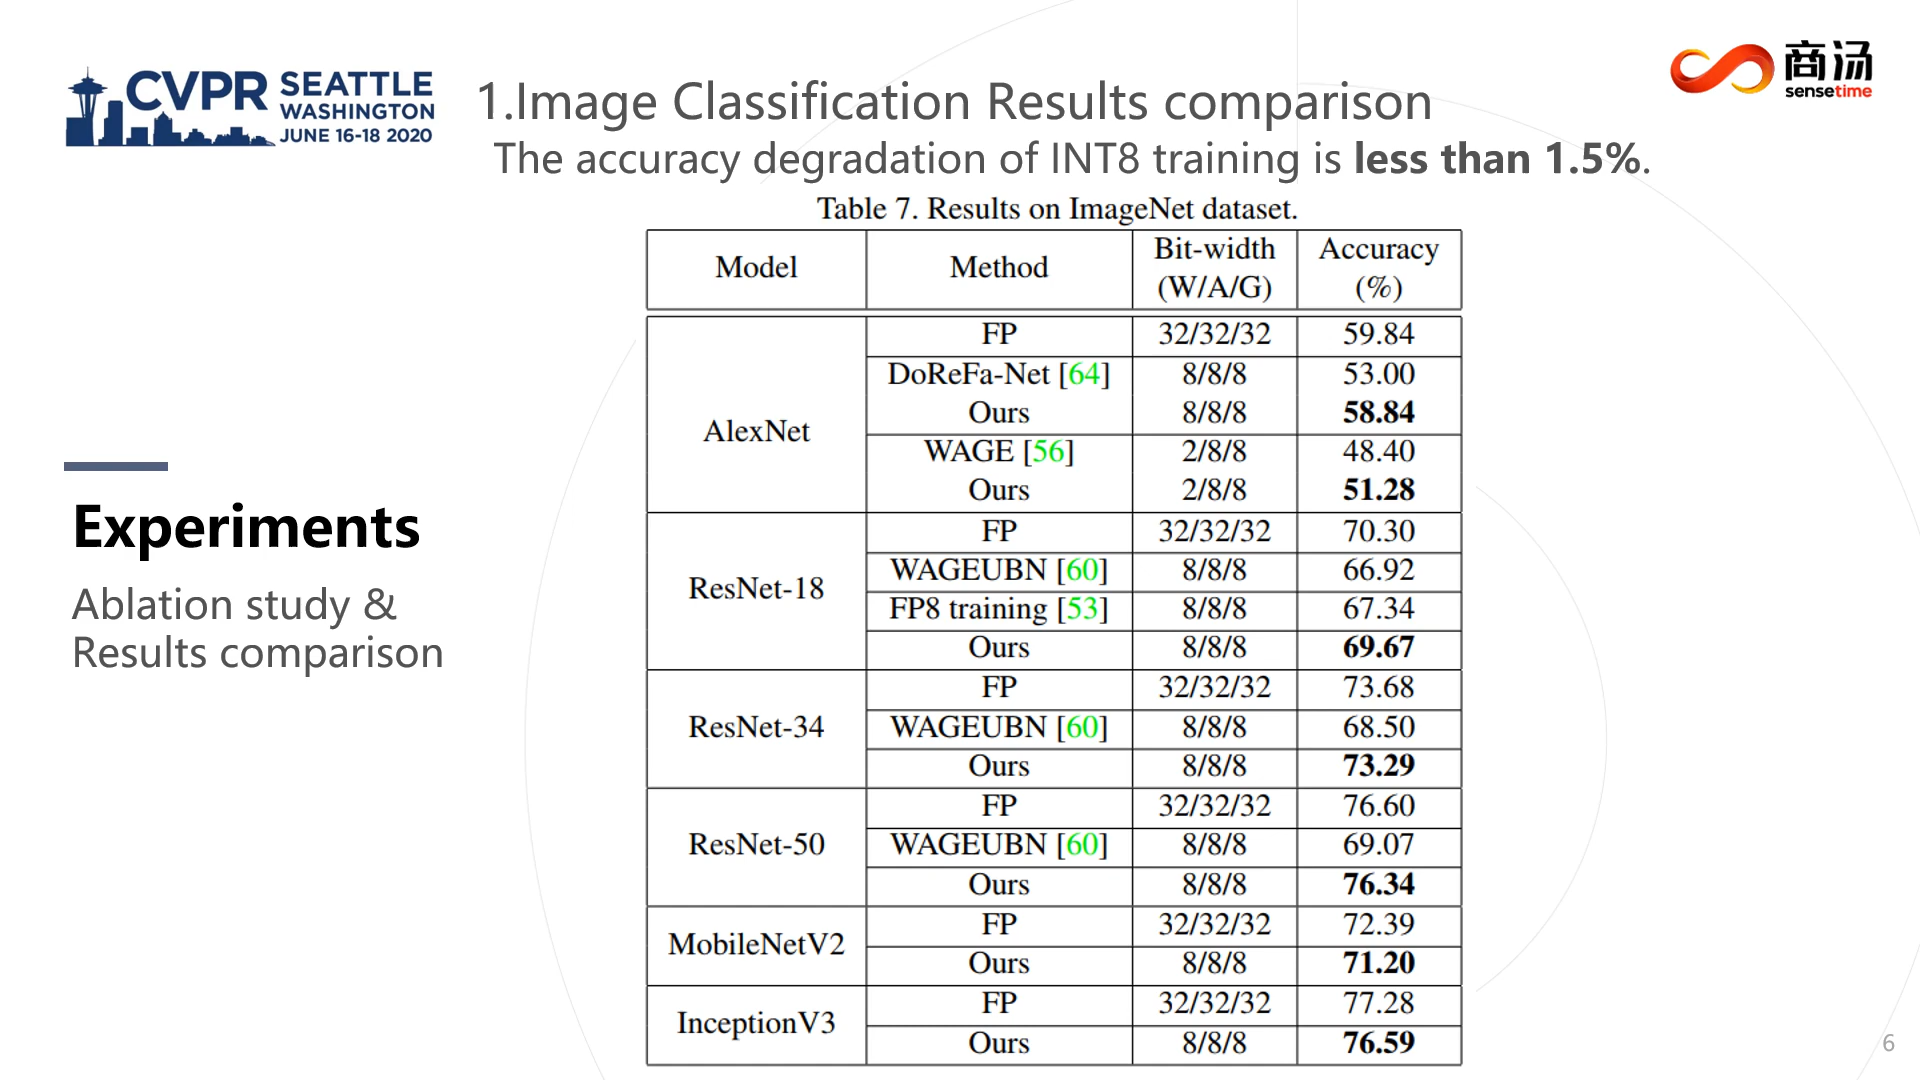 CVPR SEATTLE
WASHINGTON
JUNE 16-18 2020
1.Image Classification Results comparison
The accuracy degradation of INT8 training is less than 1.5%.
商汤
sensetime
Experiments
Ablation study &
Results comparison
Table 7. Results on ImageNet dataset.
Model Method Bit-width (W/A/G) Accuracy (%)
AlexNet FP 32/32/32 59.84
DoReFa-Net [64] 8/8/8 53.00
Ours 8/8/8 58.84
WAGE [56] 2/8/8 48.40
Ours 2/8/8 51.28
ResNet-18 FP 32/32/32 70.30
WAGEUBN [60] 8/8/8 66.92
FP8 training [53] 8/8/8 67.34
Ours 8/8/8 69.67
ResNet-34 FP 32/32/32 73.68
WAGEUBN [60] 8/8/8 68.50
Ours 8/8/8 73.29
ResNet-50 FP 32/32/32 76.60
WAGEUBN [60] 8/8/8 69.07
Ours 8/8/8 76.34
MobileNetV2 FP 32/32/32 72.39
Ours 8/8/8 71.20
InceptionV3 FP 32/32/32 77.28
Ours 8/8/8 76.59
6